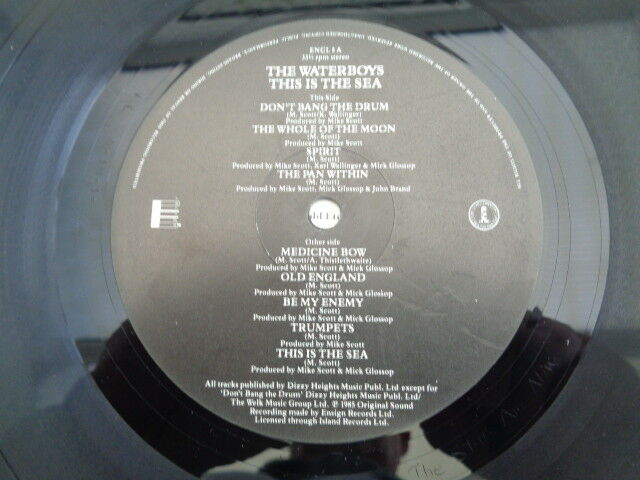 ENCL 5 A
33⅓ rpm stereo
THE WATERBOYS
THIS IS THE SEA
This Side
DON'T BANG THE DRUM
(M. Scott/K. Wallinger)
Produced by Mike Scott
THE WHOLE OF THE MOON
(M. Scott)
Produced by Mike Scott
SPIRIT
(M. Scott)
Produced by Mike Scott, Karl Wallinger & Mick Glossop
THE PAN WITHIN
(M. Scott)
Produced by Mike Scott, Mick Glossop & John Brand
Other side
MEDICINE BOW
(M. Scott/A. Thistlethwaite)
Produced by Mike Scott & Mick Glossop
OLD ENGLAND
(M. Scott)
Produced by Mike Scott & Mick Glossop
BE MY ENEMY
(M. Scott)
Produced by Mike Scott & Mick Glossop
TRUMPETS
(M. Scott)
Produced by Mike Scott
THIS IS THE SEA
(M. Scott)
Produced by Mike Scott & Mick Glossop
All tracks published by Dizzy Heights Music Publ. Ltd except for
'Don't Bang the Drum' Dizzy Heights Music Publ. Ltd/
The Welk Music Group Ltd. ℗ 1985 Original Sound
Recording made by Ensign Records Ltd.
Licensed through Island Records Ltd.
The
Alive